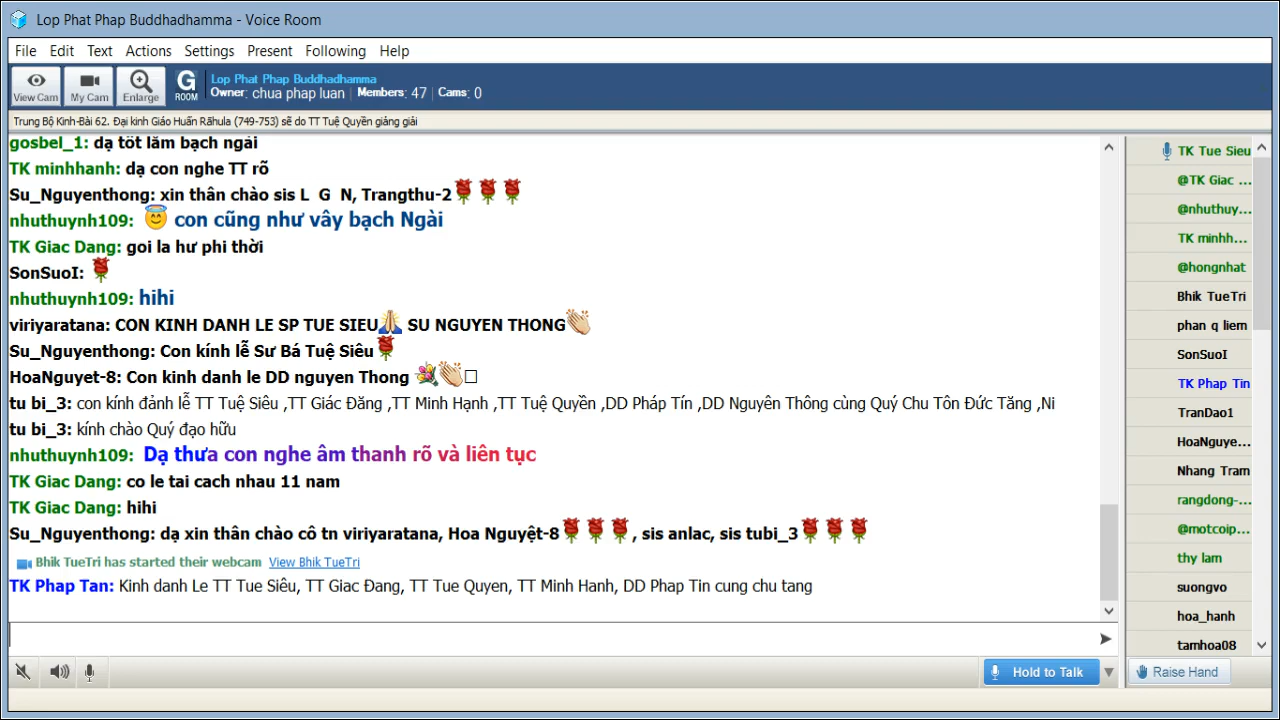 Lop Phat Phap Buddhadhamma - Voice Room
File Edit Text Actions Settings Present Following Help
View Cam My Cam Enlarge G ROOM
Lop Phat Phap Buddhadhamma
Owner: chua phap luan | Members: 47 | Cams: 0
Trung Bộ Kinh-Bài 62. Đại kinh Giáo Huấn Rāhula (749-753) sẽ do TT Tuệ Quyền giảng giải
gosbel_1: dạ tốt lắm bạch ngài
TK minhhanh: dạ con nghe TT rõ
Su_Nguyenthong: xin thân chào sis L G N, Trangthu-2🌹🌹🌹
nhuthuynh109: 😇 con cũng như vây bạch Ngài
TK Giac Dang: goi la hư phi thời
SonSuoI: 🌹
nhuthuynh109: hihi
viriyaratana: CON KINH DANH LE SP TUE SIEU🙏 SU NGUYEN THONG👏
Su_Nguyenthong: Con kính lễ Sư Bá Tuệ Siêu🌹
HoaNguyet-8: Con kinh danh le DD nguyen Thong 💐👏□
tu bi_3: con kính đảnh lễ TT Tuệ Siêu ,TT Giác Đăng ,TT Minh Hạnh ,TT Tuệ Quyền ,DD Pháp Tín ,DD Nguyên Thông cùng Quý Chu Tôn Đức Tăng ,Ni
tu bi_3: kính chào Quý đạo hữu
nhuthuynh109: Dạ thưa con nghe âm thanh rõ và liên tục
TK Giac Dang: co le tai cach nhau 11 nam
TK Giac Dang: hihi
Su_Nguyenthong: dạ xin thân chào cô tn viriyaratana, Hoa Nguyệt-8🌹🌹🌹, sis anlac, sis tubi_3🌹🌹🌹
Bhik TueTri has started their webcam View Bhik TueTri
TK Phap Tan: Kinh danh Le TT Tue Siêu, TT Giac Đang, TT Tue Quyen, TT Minh Hanh, DD Phap Tin cung chu tang
Hold to Talk
TK Tue Sieu
@TK Giac ...
@nhuthuy...
TK minhh...
@hongnhat
Bhik TueTri
phan q liem
SonSuoI
TK Phap Tin
TranDao1
HoaNguye...
Nhang Tram
rangdong-...
@motcoip...
thy lam
suongvo
hoa_hanh
tamhoa08
Raise Hand